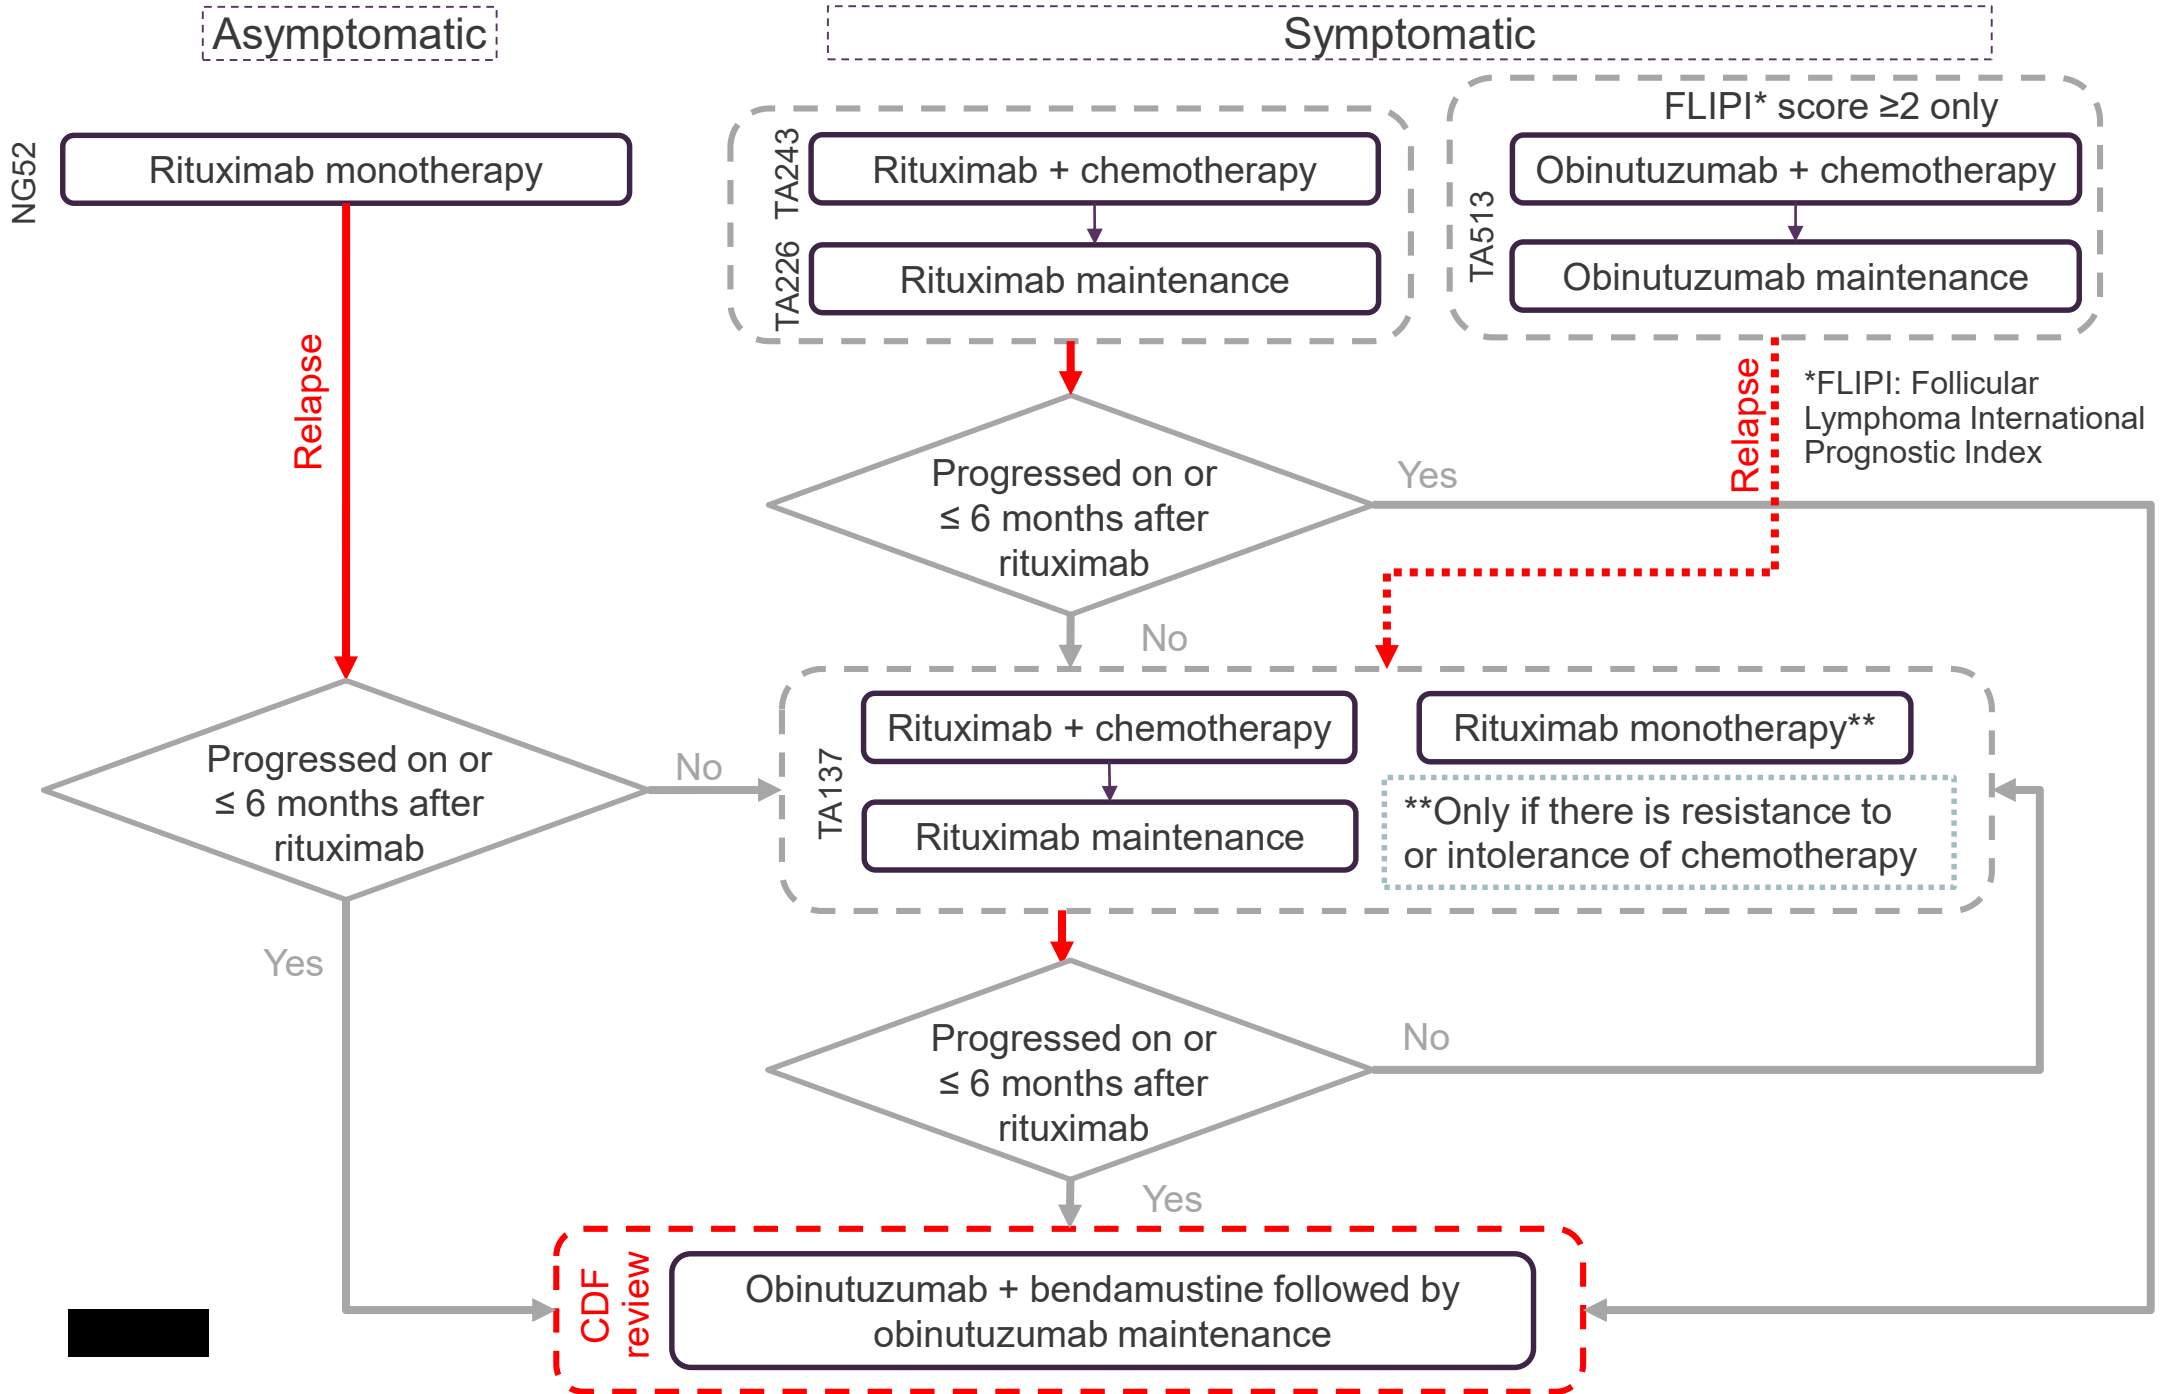 Asymptomatic
Symptomatic
NG52
Rituximab monotherapy
TA243
Rituximab + chemotherapy
TA226
Rituximab maintenance
FLIPI* score ≥2 only
TA513
Obinutuzumab + chemotherapy
Obinutuzumab maintenance
Relapse
Relapse
*FLIPI: Follicular
Lymphoma International
Prognostic Index
Progressed on or
≤ 6 months after
rituximab
Yes
No
Progressed on or
≤ 6 months after
rituximab
No
Yes
TA137
Rituximab + chemotherapy
Rituximab maintenance
Rituximab monotherapy**
**Only if there is resistance to
or intolerance of chemotherapy
Progressed on or
≤ 6 months after
rituximab
No
Yes
CDF
review
Obinutuzumab + bendamustine followed by
obinutuzumab maintenance